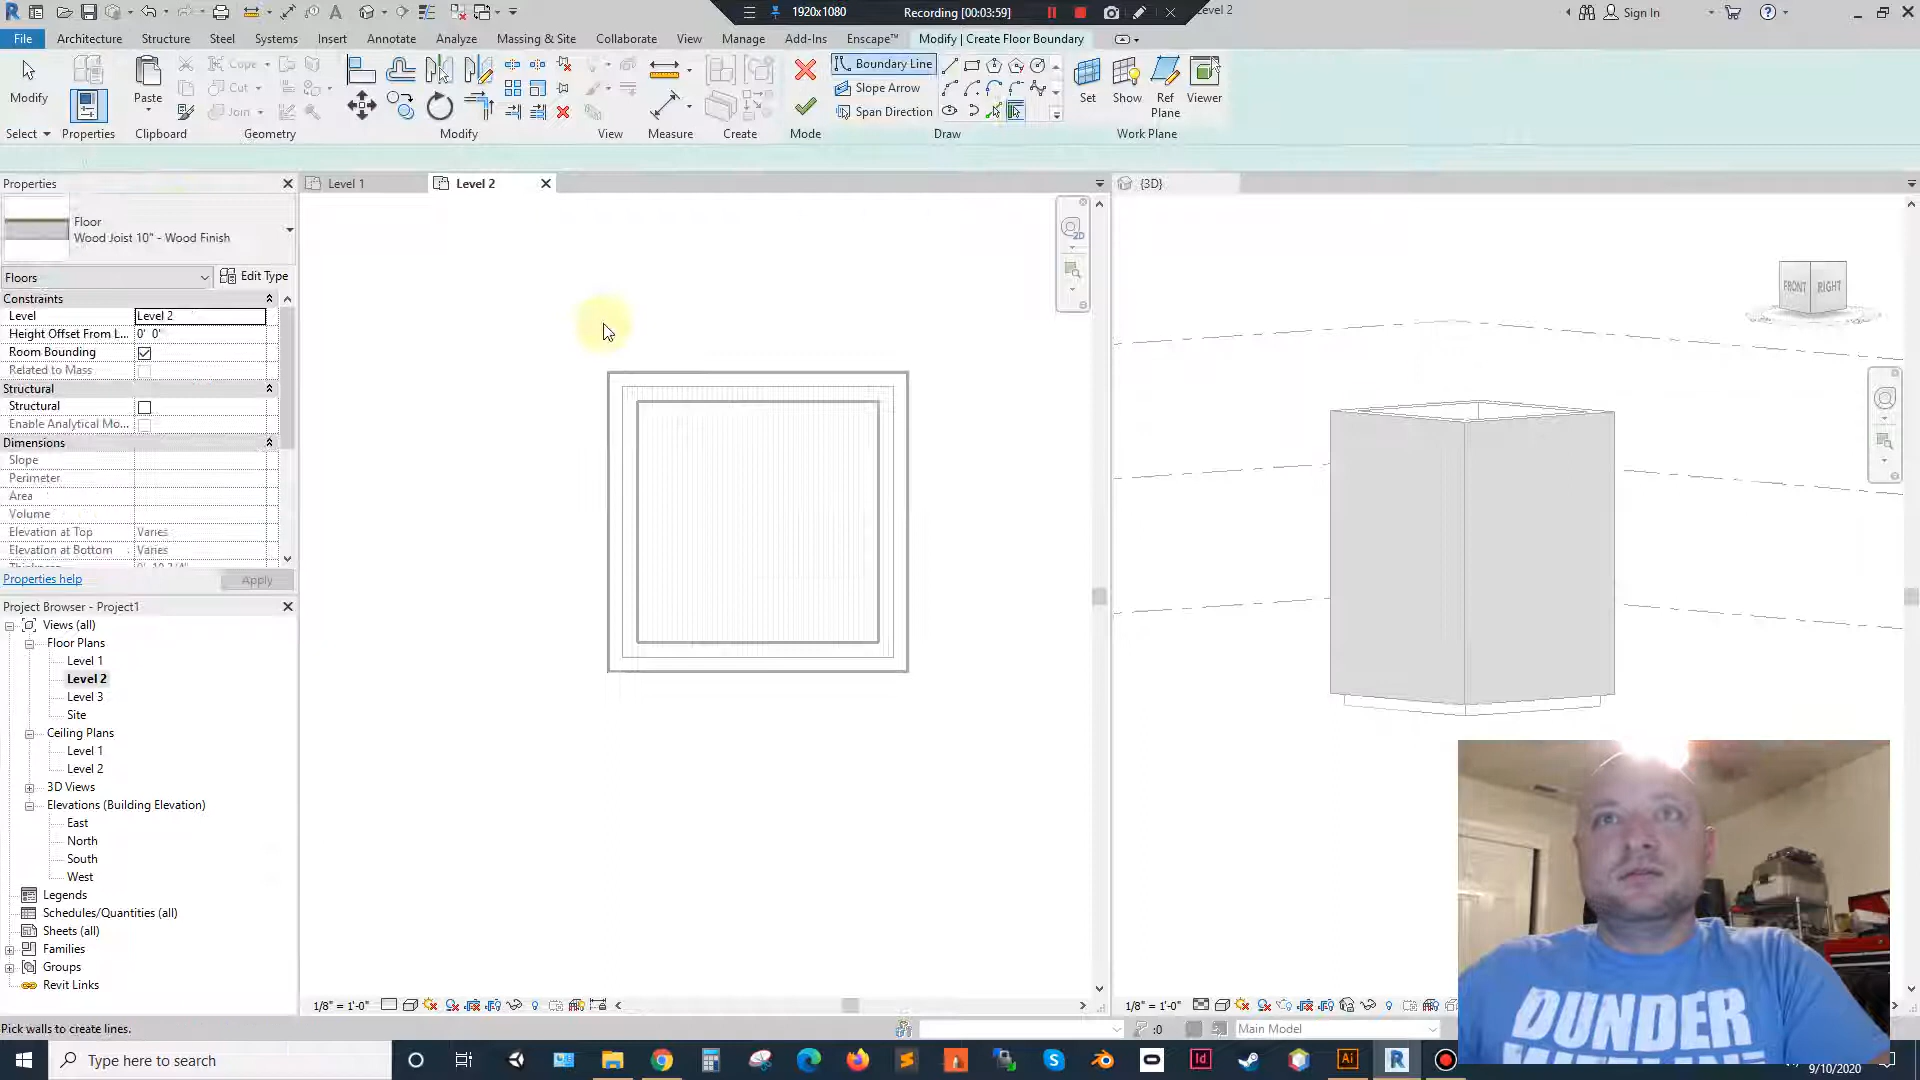 1920x1080
Recording [00:03:59]
Level 2
Sign In
File
Architecture
Structure
Steel
Systems
Insert
Annotate
Analyze
Massing & Site
Collaborate
View
Manage
Add-Ins
Enscape™
Modify | Create Floor Boundary
Modify
Paste
Cope
Cut
Join
Boundary Line
Slope Arrow
Span Direction
Set
Show
Ref
Plane
Viewer
Select
Properties
Clipboard
Geometry
Modify
View
Measure
Create
Mode
Draw
Work Plane
Properties
Level 1
Level 2
{3D}
Floor
Wood Joist 10" - Wood Finish
Floors
Edit Type
Constraints
Level
Level 2
Height Offset From L...
0' 0"
Room Bounding
Related to Mass
Structural
Structural
Enable Analytical Mo...
Dimensions
Slope
Perimeter
Area
Volume
Elevation at Top
Varies
Elevation at Bottom
Varies
Properties help
Apply
2D
FRONT
RIGHT
Project Browser - Project1
Views (all)
Floor Plans
Level 1
Level 2
Level 3
Site
Ceiling Plans
Level 1
Level 2
3D Views
Elevations (Building Elevation)
East
North
South
West
Legends
Schedules/Quantities (all)
Sheets (all)
Families
Groups
Revit Links
1/8" = 1'-0"
1/8" = 1'-0"
Pick walls to create lines.
:0
Main Model
DUNDER
Type here to search
9/10/2020